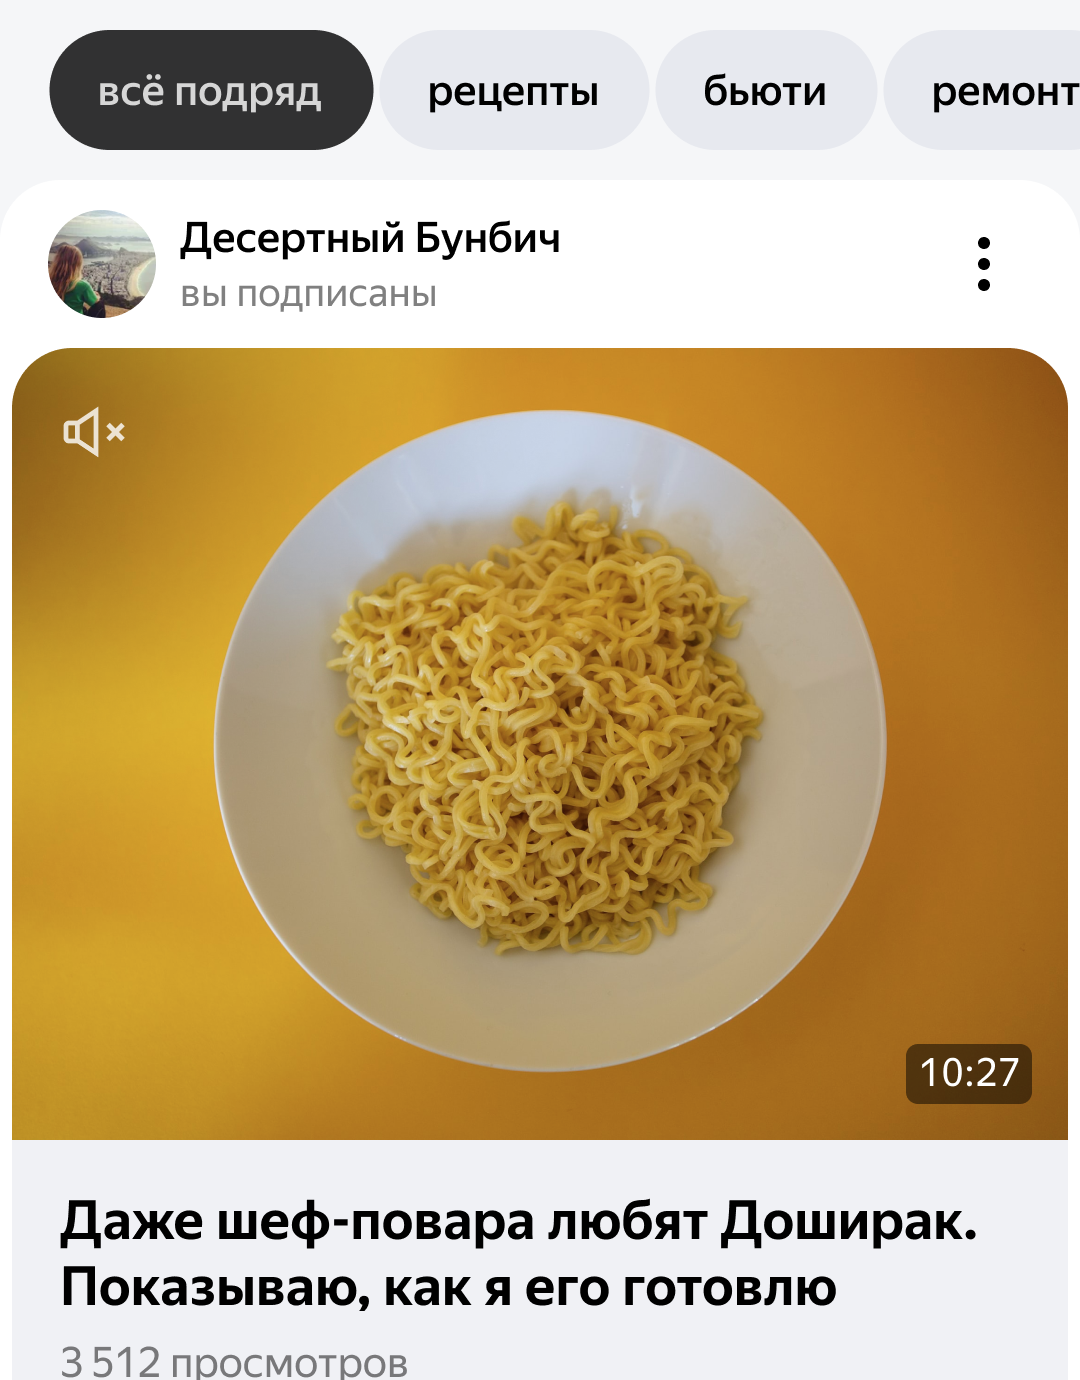 всё подряд
рецепты
бьюти
ремонт
Десертный Бунбич
вы подписаны
10:27
Даже шеф-повара любят Доширак.
Показываю, как я его готовлю
3 512 просмотров